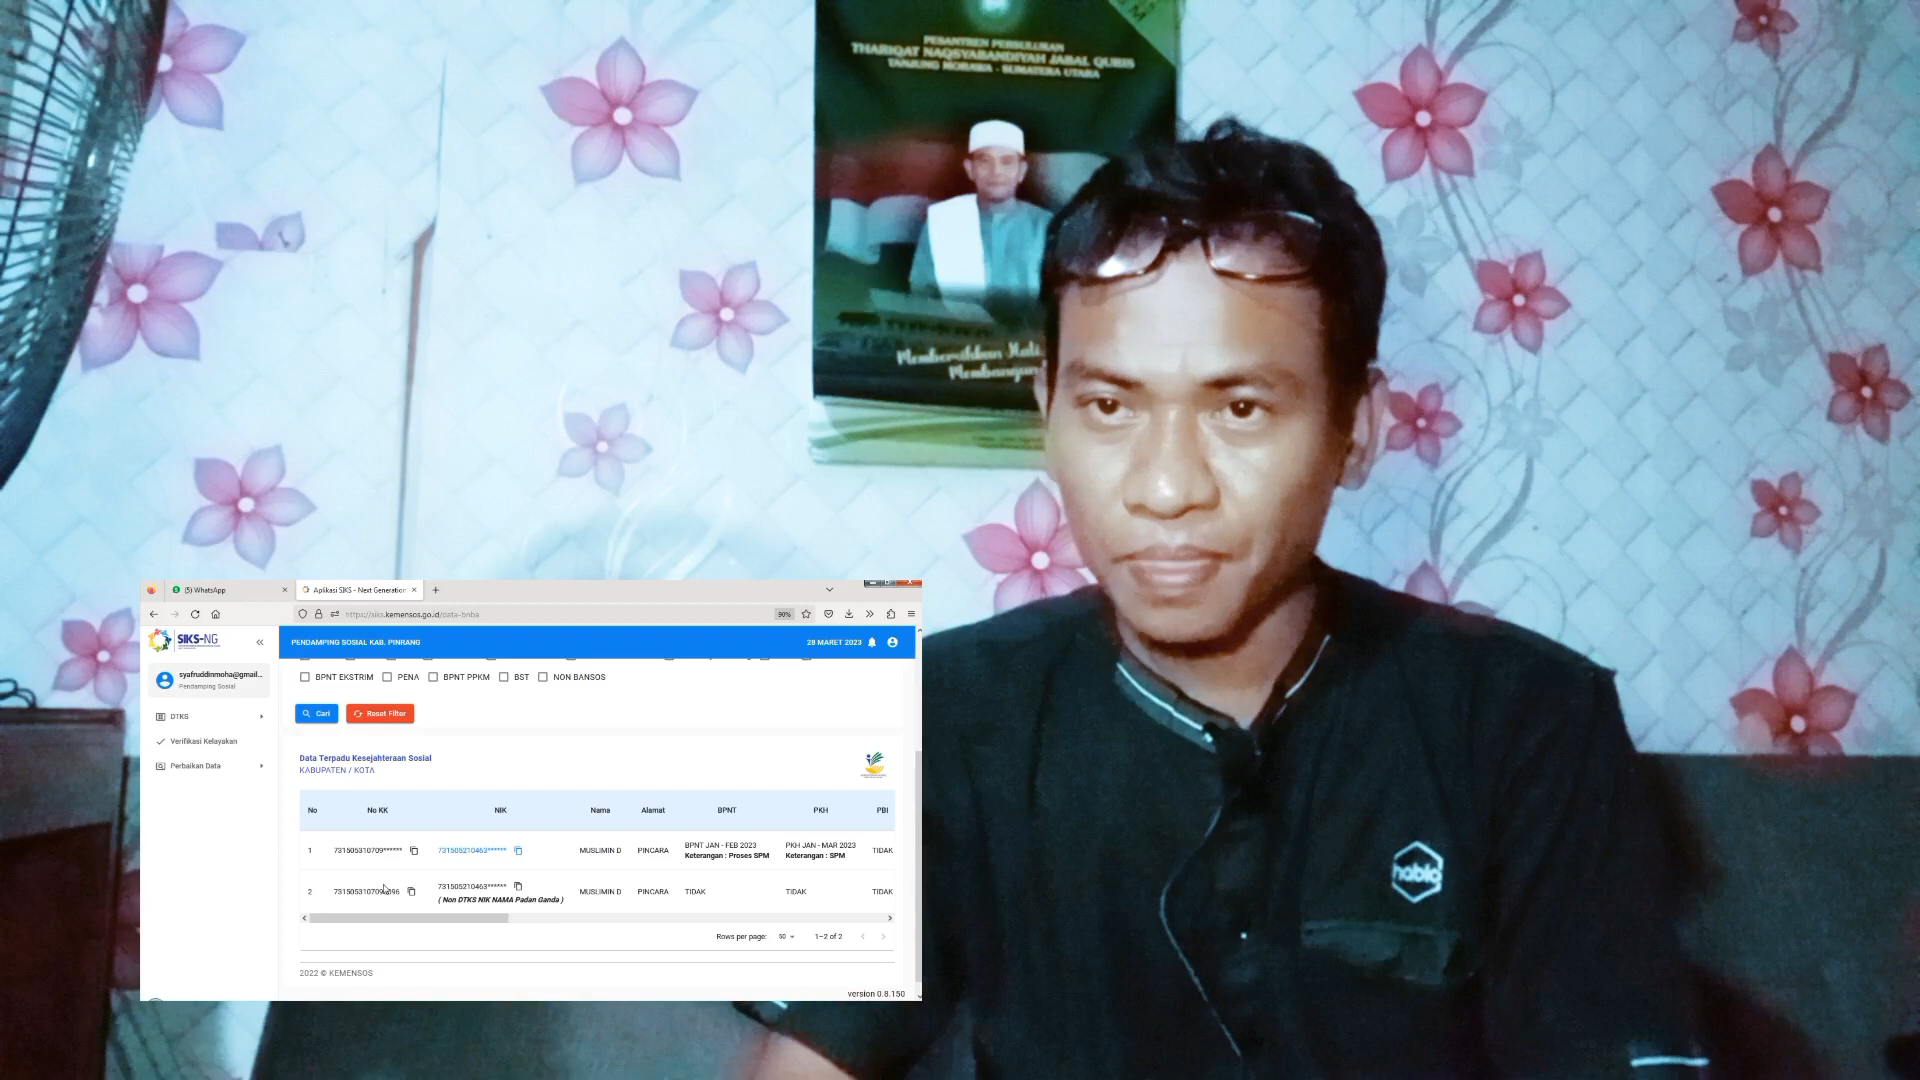 PESANTREN PERSULUKAN
THARIQAT NAQSYABANDIYAH JABAL QUBIS
TANJUNG MORAWA - SUMATERA UTARA
Membersihkan Hati
Membangun
hablo
(5) WhatsApp
Aplikasi SIKS - Next Generation
https://siks.kemensos.go.id/data-bnba
90%
SIKS-NG
PENDAMPING SOSIAL KAB. PINRANG
28 MARET 2023
syafruddinmoha@gmail...
Pendamping Sosial
DTKS
Verifikasi Kelayakan
Perbaikan Data
BPNT EKSTRIM PENA BPNT PPKM BST NON BANSOS
Cari Reset Filter
Data Terpadu Kesejahteraan Sosial
KABUPATEN / KOTA
No No KK NIK Nama Alamat BPNT PKH PBI
1 731505310709****** 731505210463****** MUSLIMIN D PINCARA BPNT JAN - FEB 2023 PKH JAN - MAR 2023 TIDAK
Keterangan : Proses SPM Keterangan : SPM
2 731505210463****** MUSLIMIN D PINCARA TIDAK TIDAK TIDAK
( Non DTKS NIK NAMA Padan Ganda )
Rows per page: 50 1–2 of 2
2022 © KEMENSOS
version 0.8.150